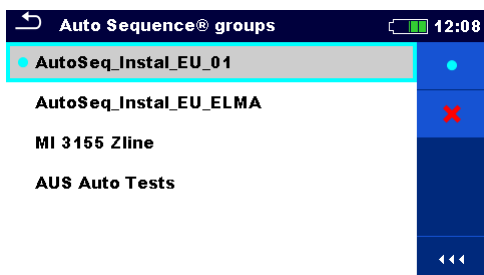 Auto Sequence® groups 12:08
AutoSeq_Instal_EU_01
AutoSeq_Instal_EU_ELMA
MI 3155 Zline
AUS Auto Tests